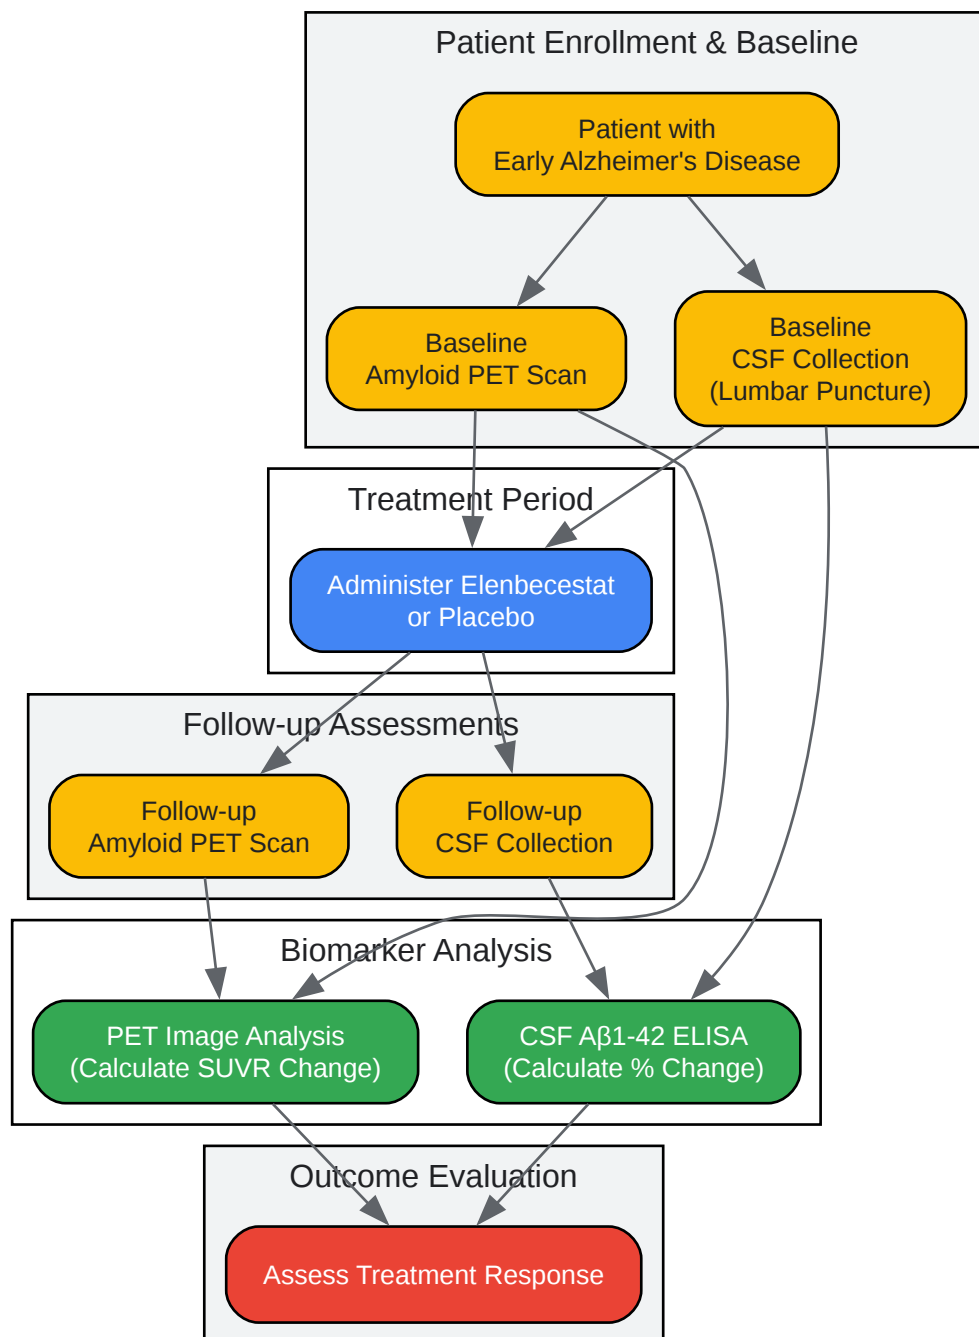 Patient Enrollment & Baseline
Patient with
Early Alzheimer's Disease
Baseline
Amyloid PET Scan
Baseline
CSF Collection
(Lumbar Puncture)
Treatment Period
Administer Elenbecestat
or Placebo
Follow-up Assessments
Follow-up
Amyloid PET Scan
Follow-up
CSF Collection
Biomarker Analysis
PET Image Analysis
(Calculate SUVR Change)
CSF Aβ1-42 ELISA
(Calculate % Change)
Outcome Evaluation
Assess Treatment Response